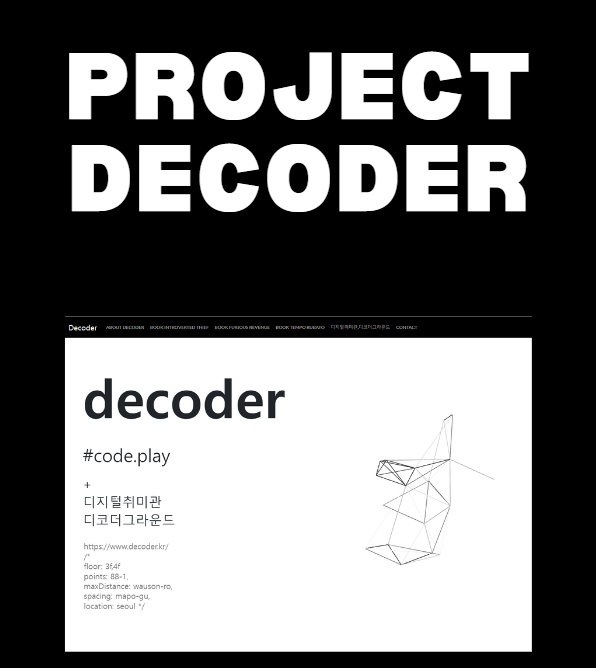 PROJECT
DECODER
Decoder ABOUT DECODER BOOK INTROVERTED THIEF BOOK FURIOUS REVENGE BOOK TEMPO RUBATO 디지털취미관,디코더그라운드 CONTACT
decoder
#code.play
+
디지털취미관
디코더그라운드
https://www.decoder.kr/
/*
floor: 3f,4f
points: 88-1,
maxDistance: wauson-ro,
spacing: mapo-gu,
location: seoul */